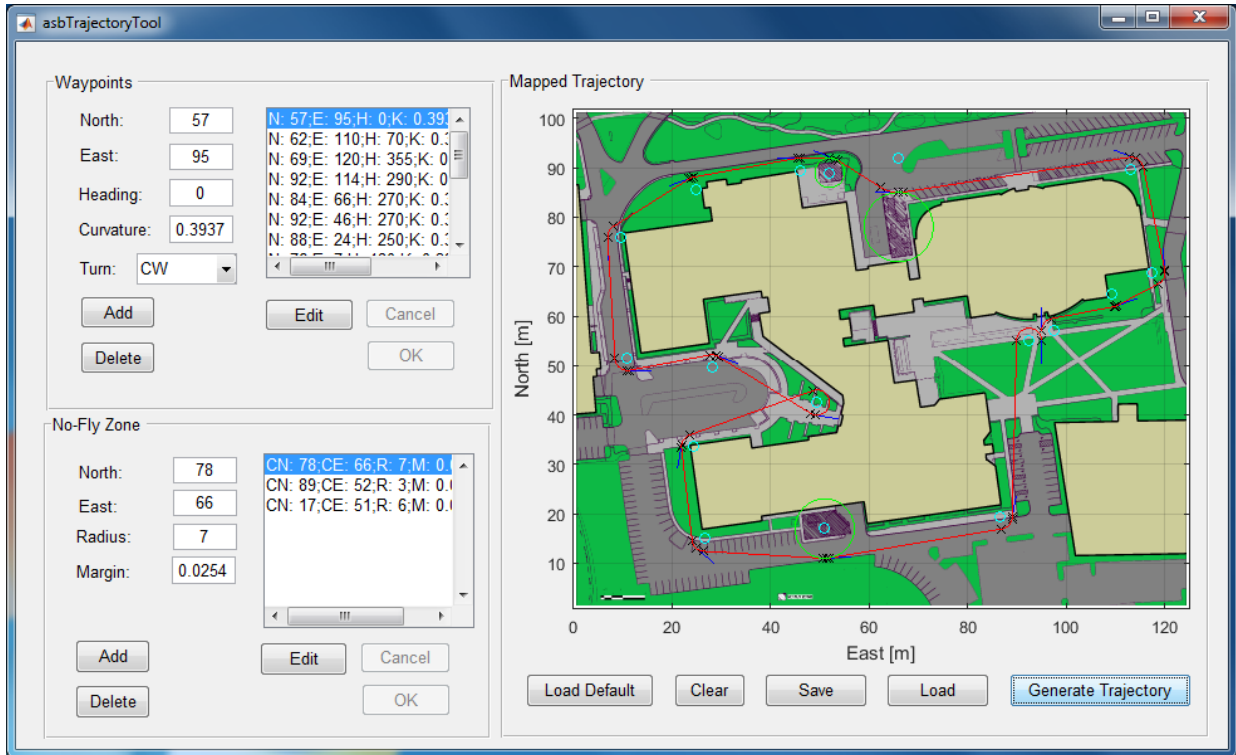 asbTrajectoryTool
Waypoints
North: 57
East: 95
Heading: 0
Curvature: 0.3937
Turn: CW
Add
Delete
N: 57;E: 95;H: 0;K: 0.393
N: 62;E: 110;H: 70;K: 0.3
N: 69;E: 120;H: 355;K: 0
N: 92;E: 114;H: 290;K: 0
N: 84;E: 66;H: 270;K: 0.3
N: 92;E: 46;H: 270;K: 0.3
N: 88;E: 24;H: 250;K: 0.3
Edit
Cancel
OK
No-Fly Zone
North: 78
East: 66
Radius: 7
Margin: 0.0254
Add
Delete
CN: 78;CE: 66;R: 7;M: 0.0
CN: 89;CE: 52;R: 3;M: 0.0
CN: 17;CE: 51;R: 6;M: 0.0
Edit
Cancel
OK
Mapped Trajectory
100
90
80
70
60
50
40
30
20
10
North [m]
0 20 40 60 80 100 120
East [m]
Load Default
Clear
Save
Load
Generate Trajectory